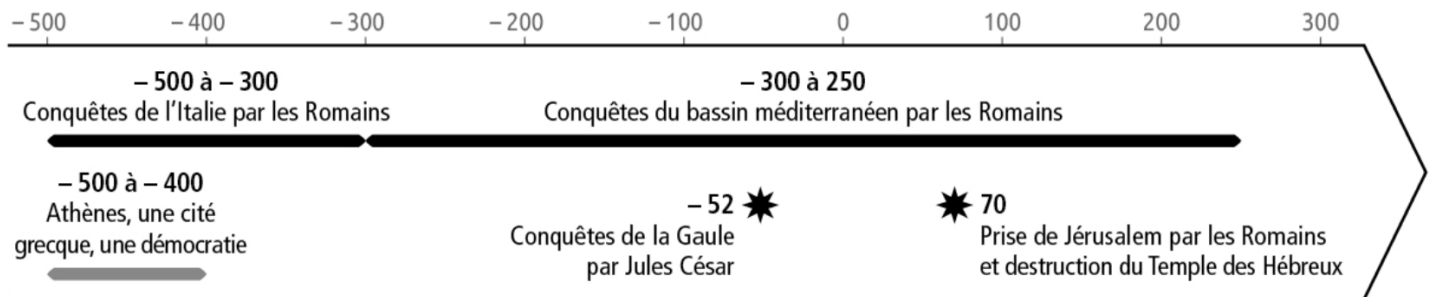 – 500 – 400 – 300 – 200 – 100 0 100 200 300
– 500 à – 300
Conquêtes de l’Italie par les Romains
– 300 à 250
Conquêtes du bassin méditerranéen par les Romains
– 500 à – 400
Athènes, une cité
grecque, une démocratie
– 52
Conquêtes de la Gaule
par Jules César
70
Prise de Jérusalem par les Romains
et destruction du Temple des Hébreux